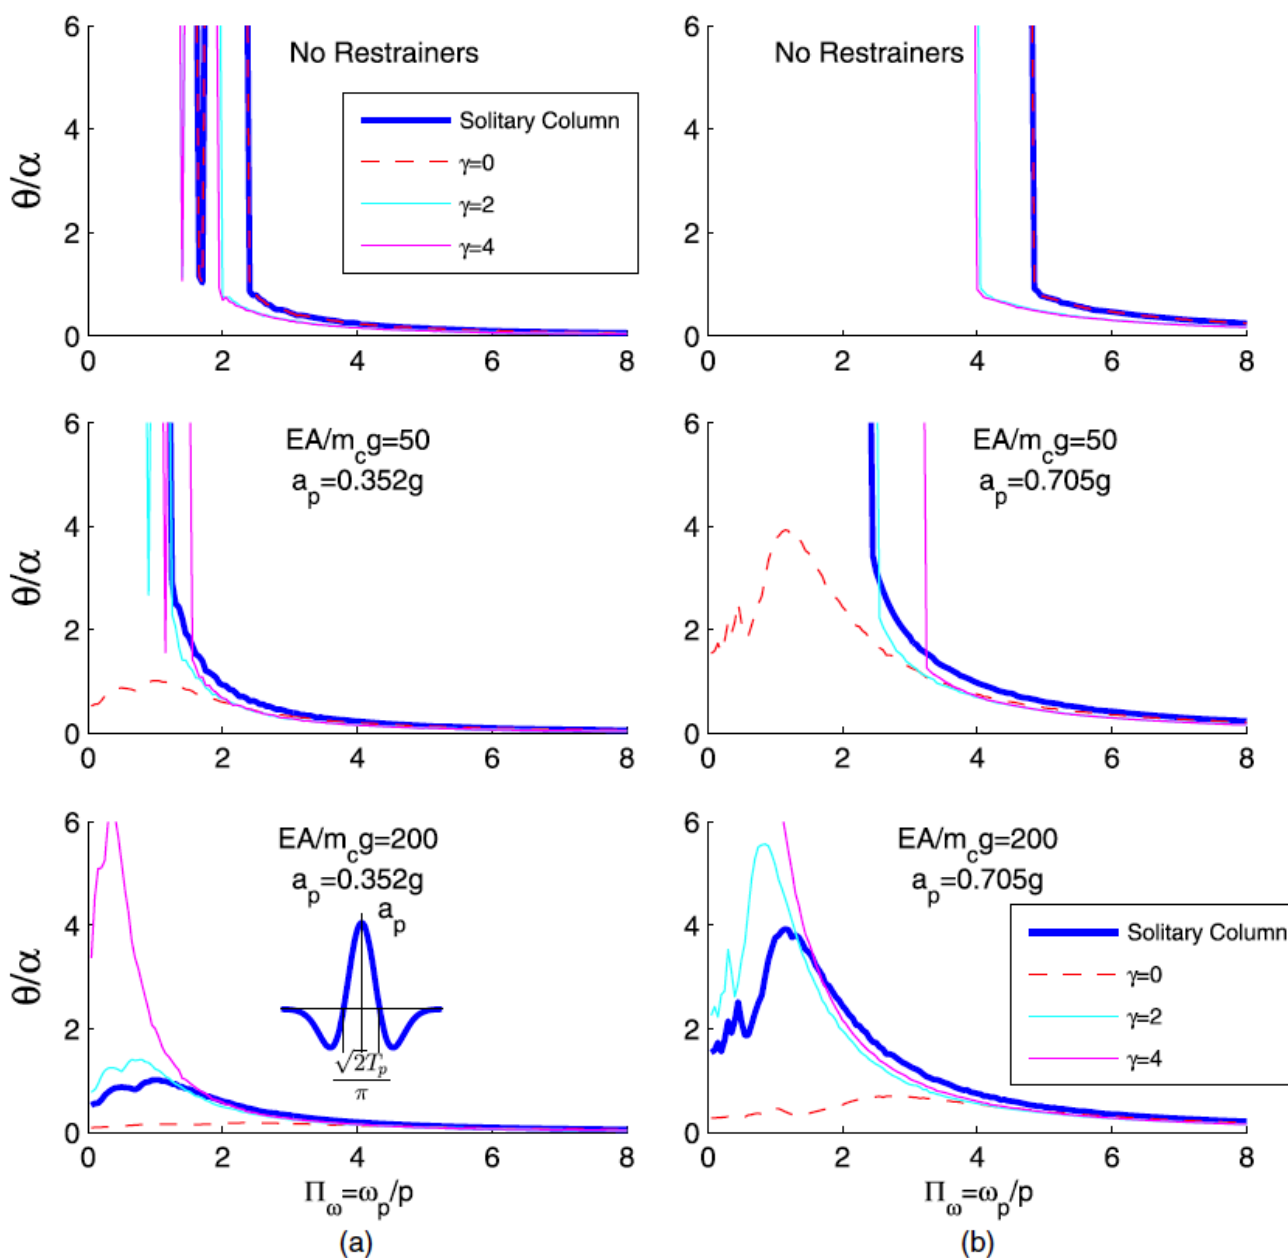 6
No Restrainers
Solitary Column
4
γ=0
θ/α
γ=2
2
γ=4
0
0 2 4 6 8
6
No Restrainers
4
2
0
0 2 4 6 8
6
EA/m_cg=50
a_p=0.352g
4
θ/α
2
0
0 2 4 6 8
6
EA/m_cg=50
a_p=0.705g
4
2
0
0 2 4 6 8
6
EA/m_cg=200
a_p=0.352g
a_p
4
θ/α
2
√2T_p
π
0
0 2 4 6 8
Π_ω=ω_p/p
(a)
6
EA/m_cg=200
a_p=0.705g
Solitary Column
4
γ=0
γ=2
2
γ=4
0
0 2 4 6 8
Π_ω=ω_p/p
(b)